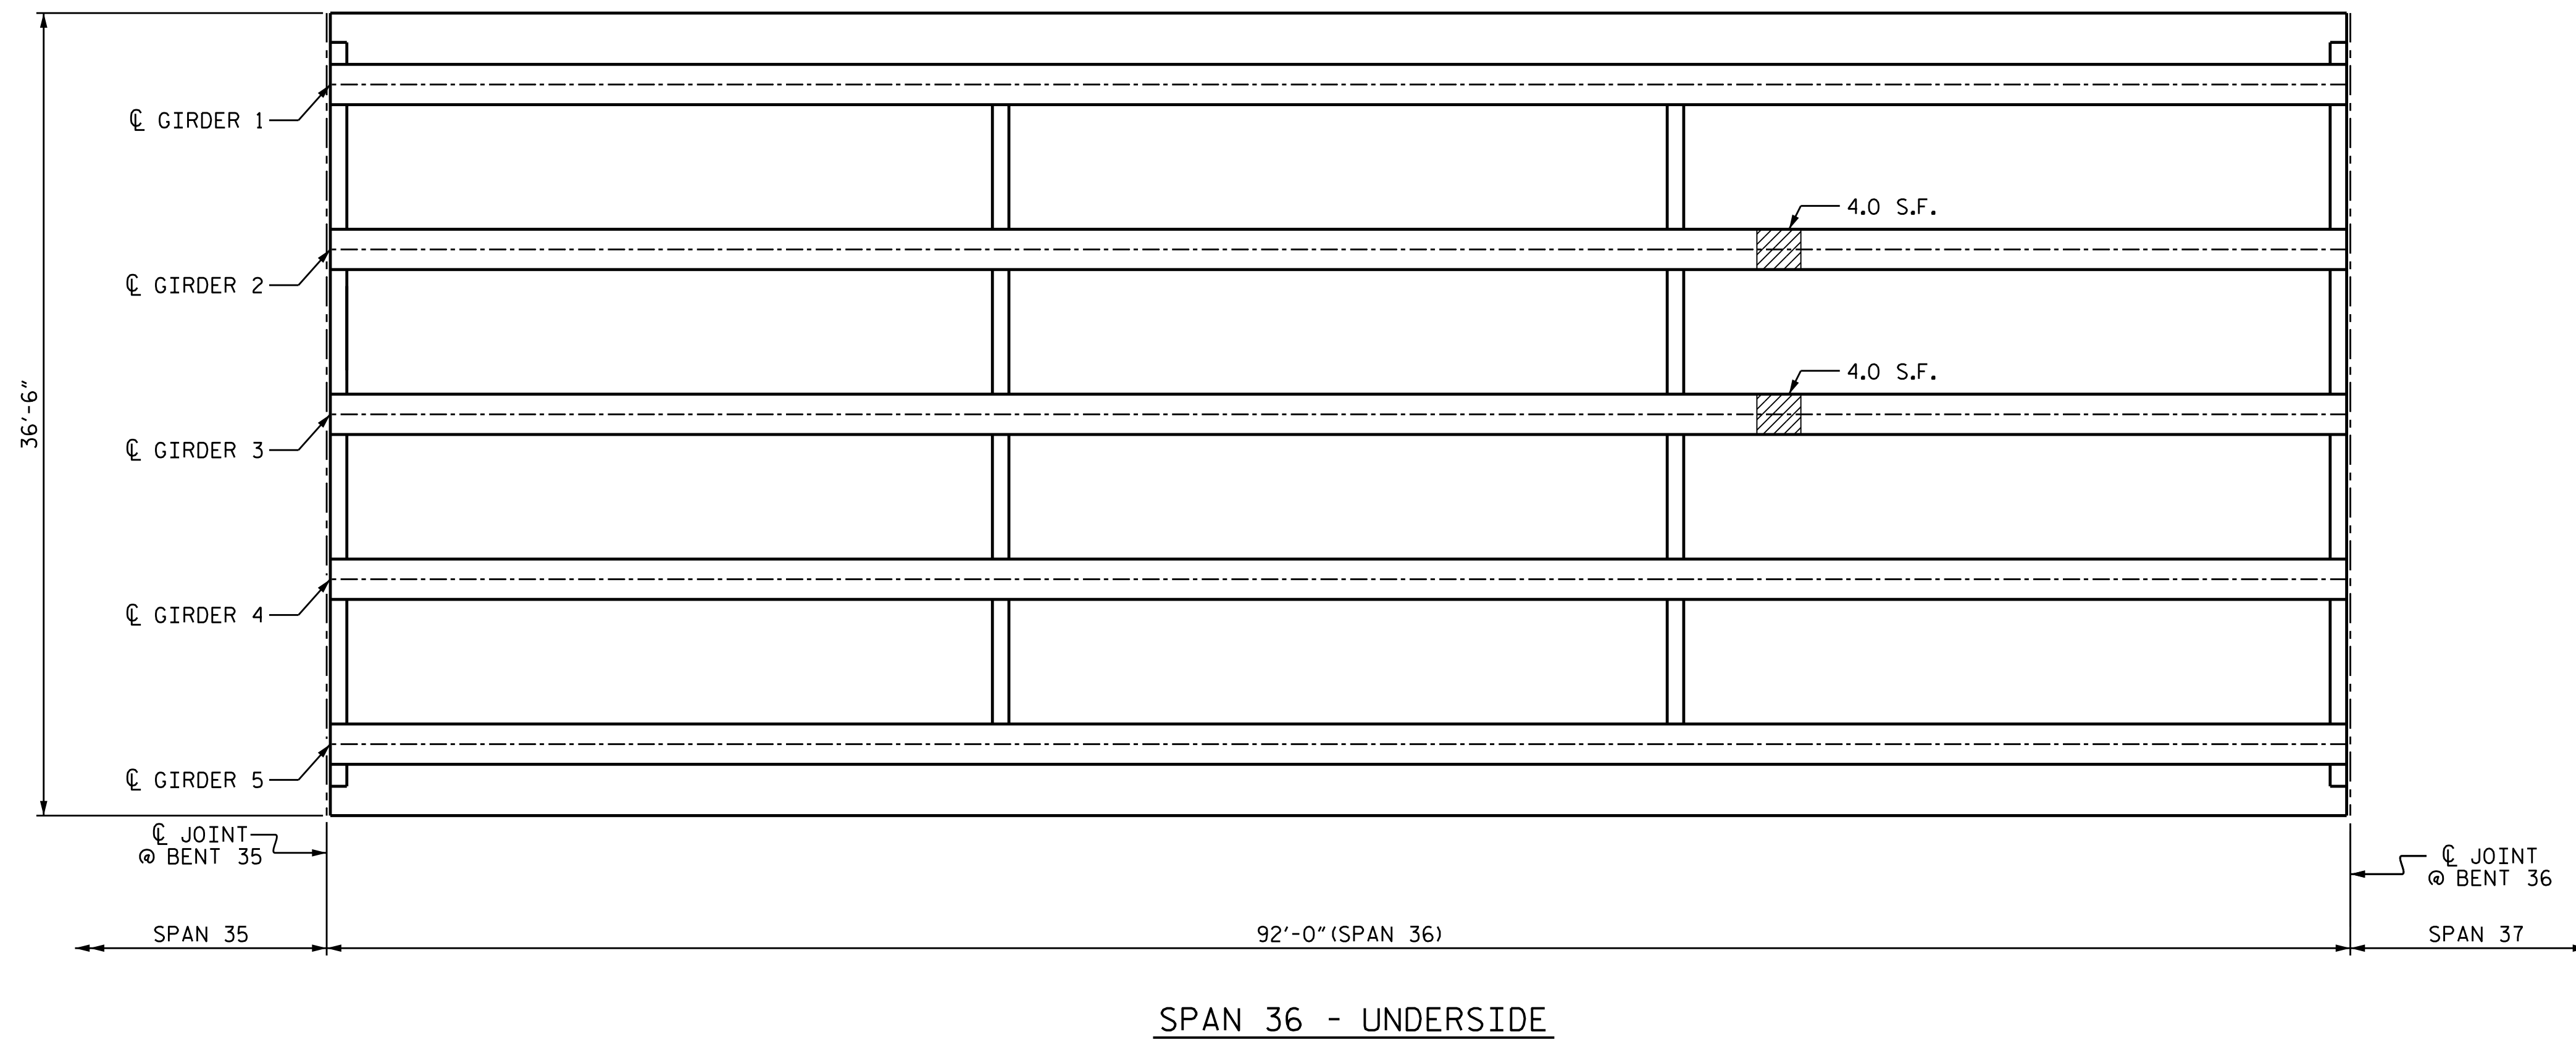 ℄ GIRDER 1
4.0 S.F.
℄ GIRDER 2
4.0 S.F.
36'-6"
℄ GIRDER 3
℄ GIRDER 4
℄ GIRDER 5
℄ JOINT
@ BENT 35
℄ JOINT
@ BENT 36
SPAN 35
92'-0"(SPAN 36)
SPAN 37
SPAN 36 - UNDERSIDE